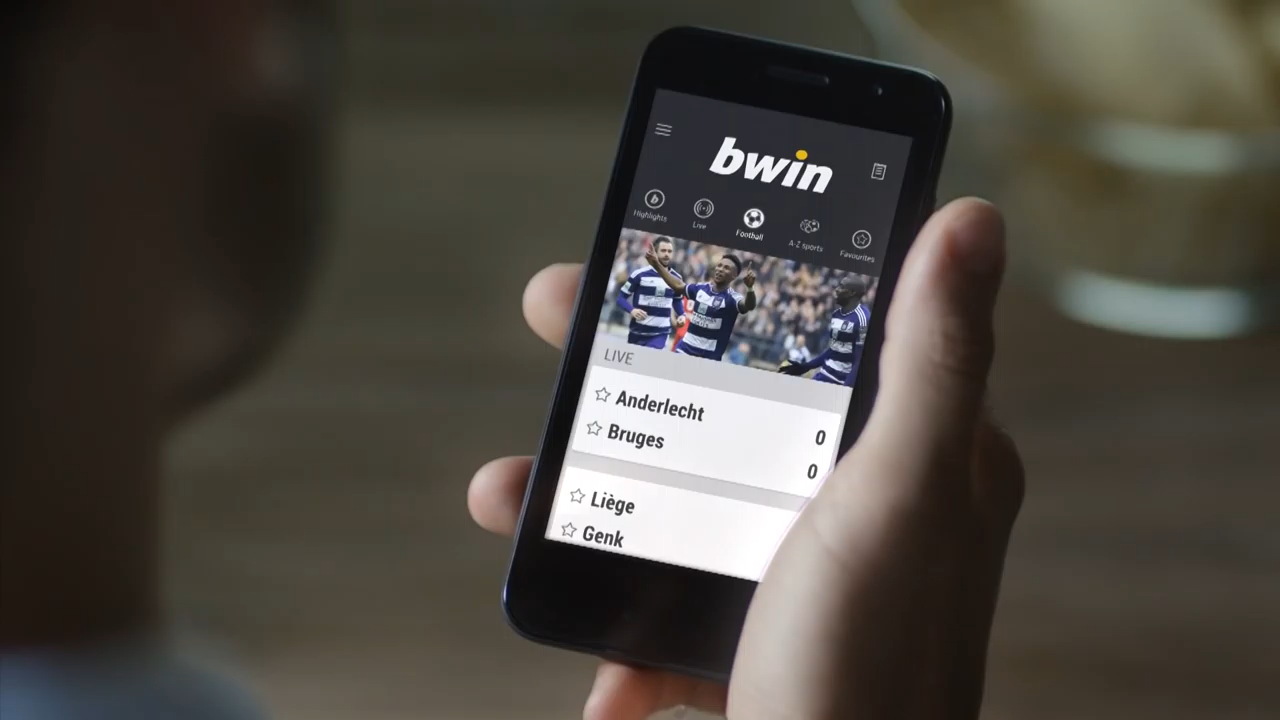 bwin
Highlights
Live
Football
A-Z sports
Favourites
LIVE
Anderlecht 0
Bruges 0
Liège
Genk